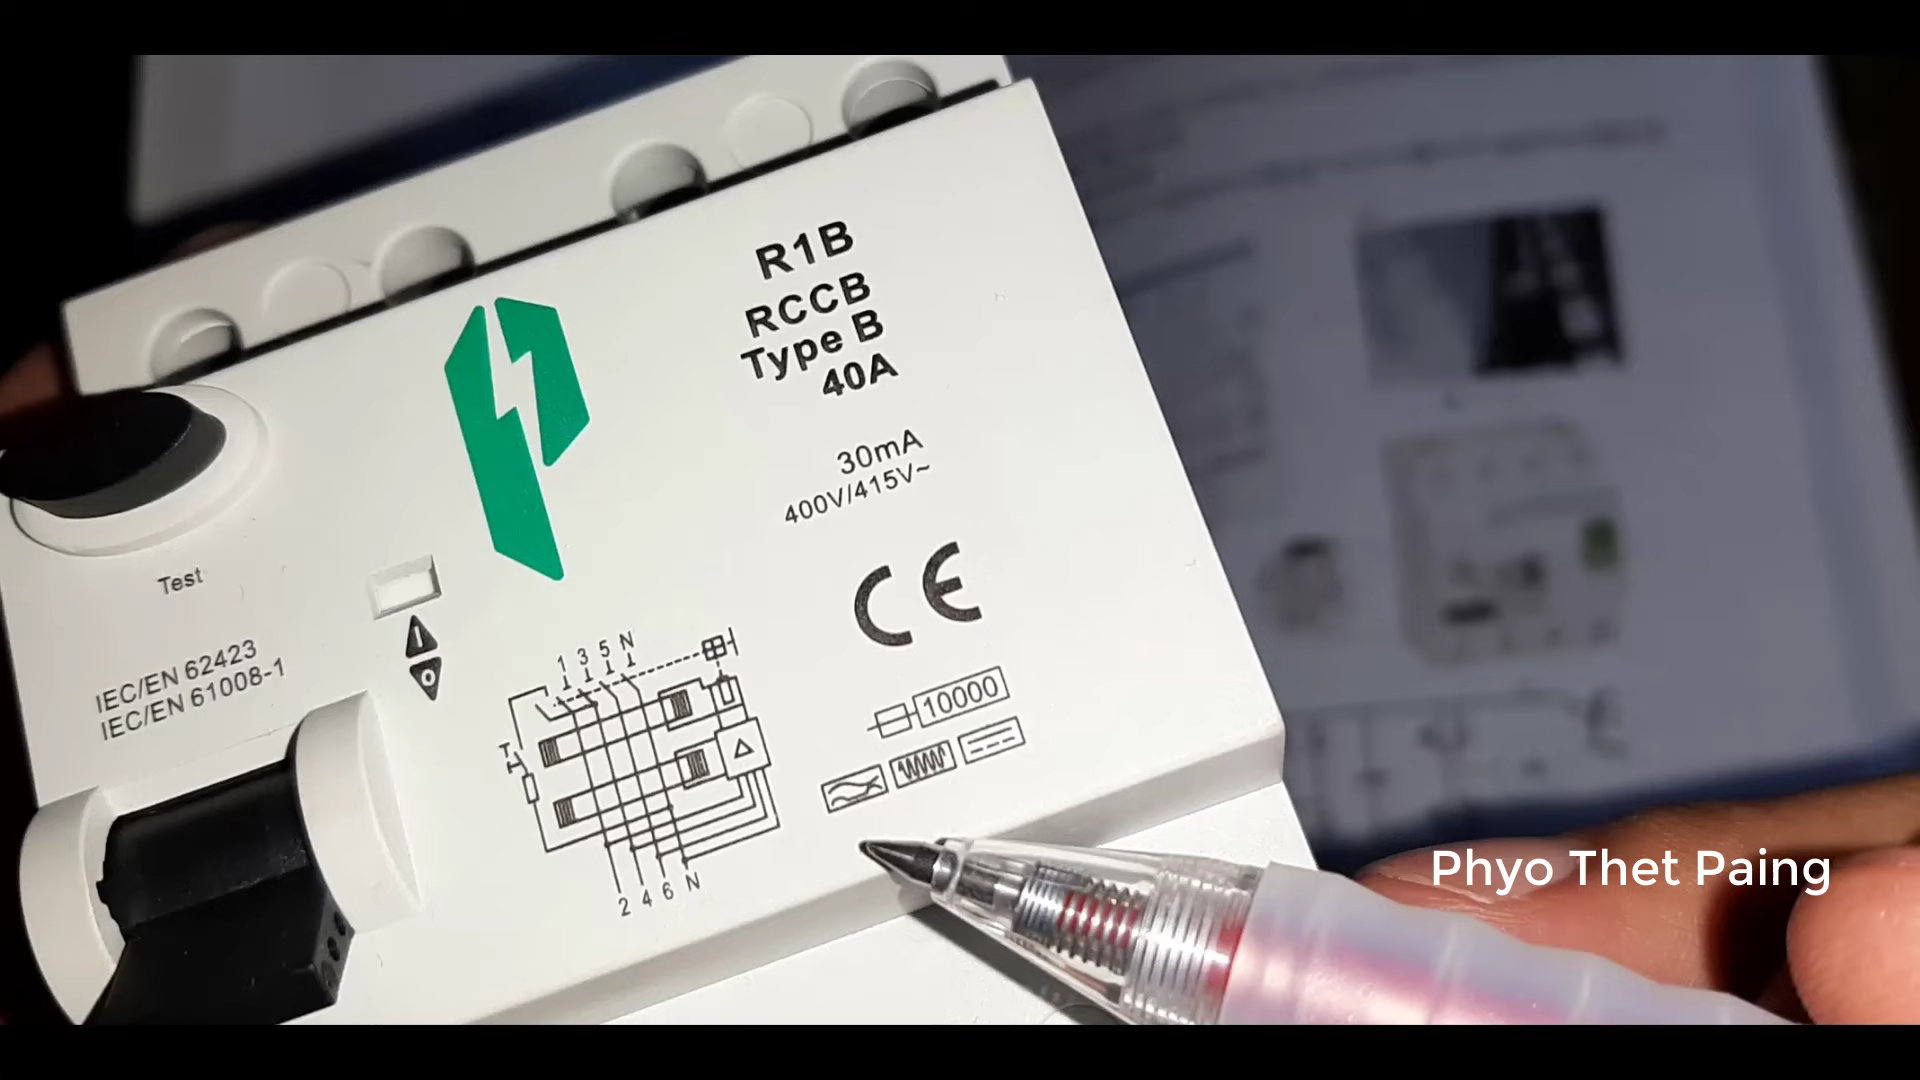 R1B
RCCB
Type B
40A
30mA
400V/415V~
Test
IEC/EN 62423
IEC/EN 61008-1
CE
1 3 5 N
T
10000
2 4 6 N
Phyo Thet Paing